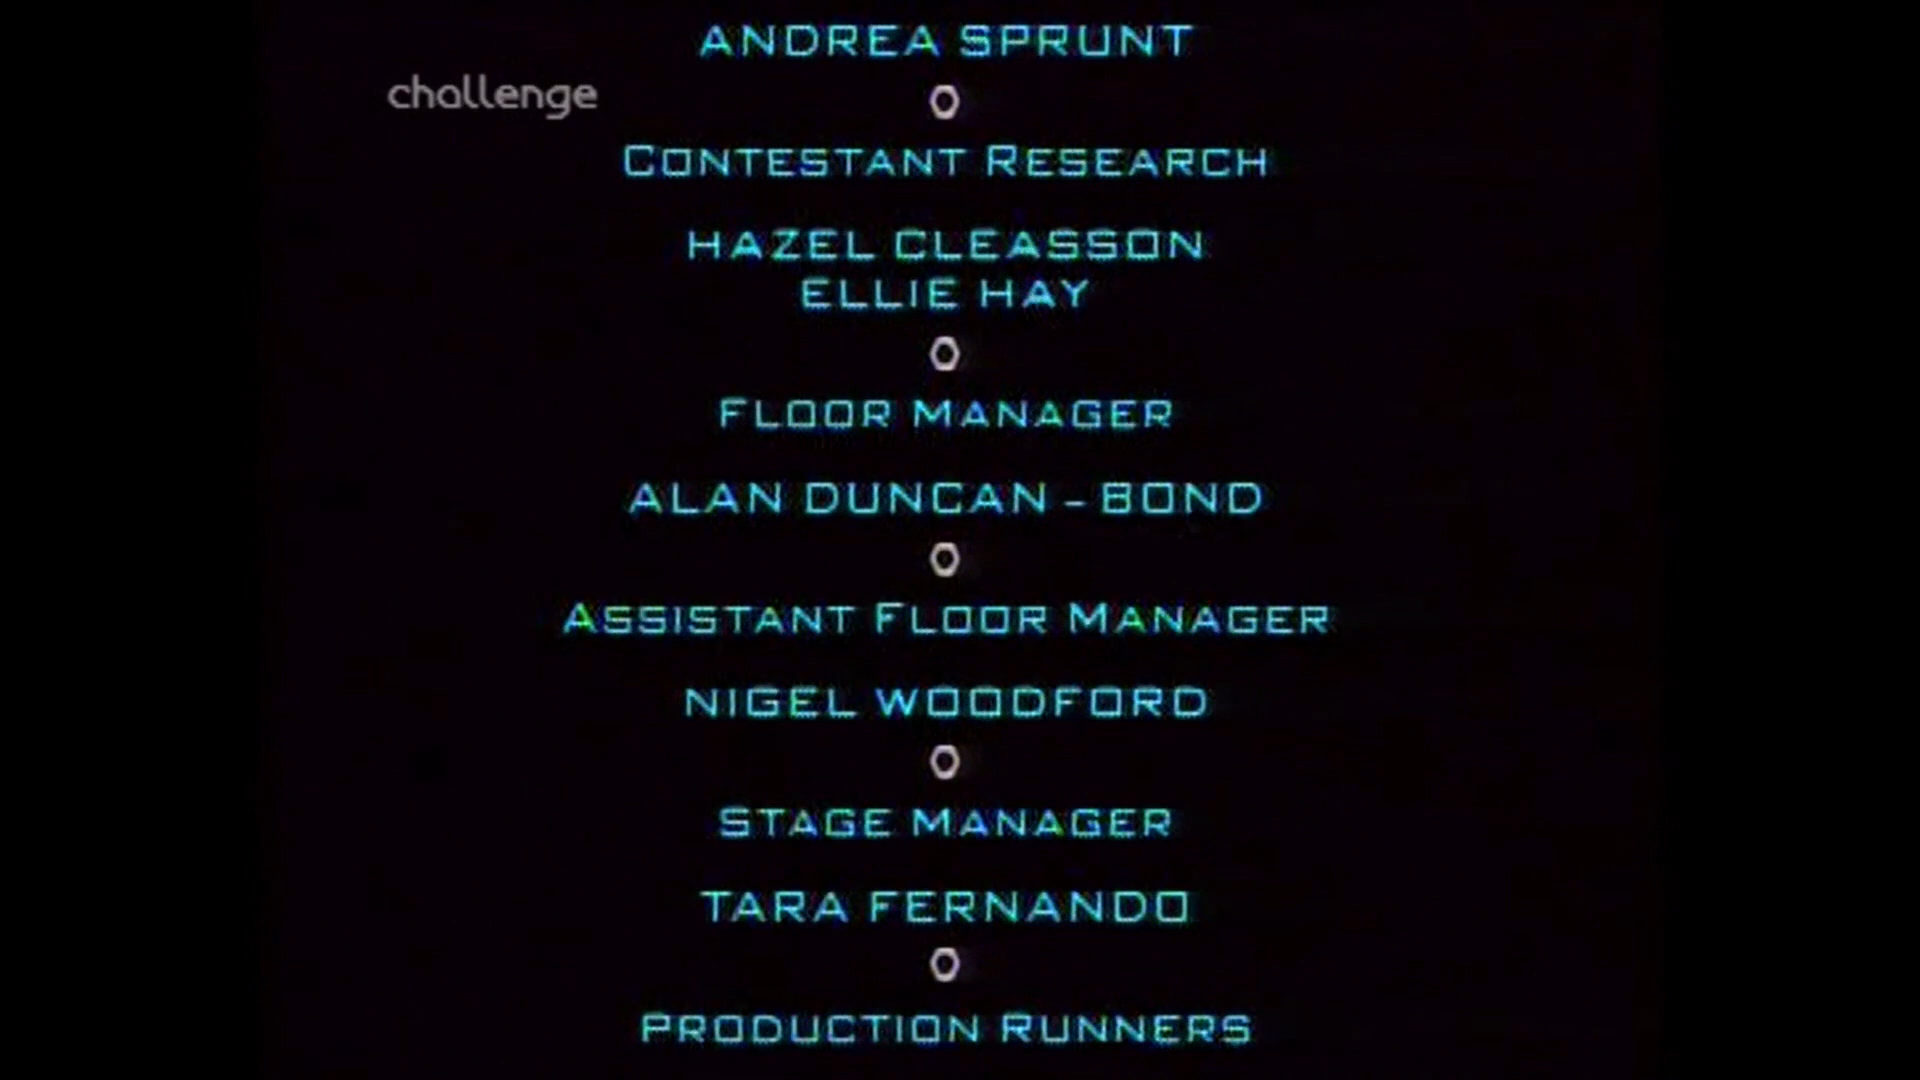 ANDREA SPRUNT
challenge
CONTESTANT RESEARCH
HAZEL CLEASSON
ELLIE HAY
FLOOR MANAGER
ALAN DUNCAN - BOND
ASSISTANT FLOOR MANAGER
NIGEL WOODFORD
STAGE MANAGER
TARA FERNANDO
PRODUCTION RUNNERS